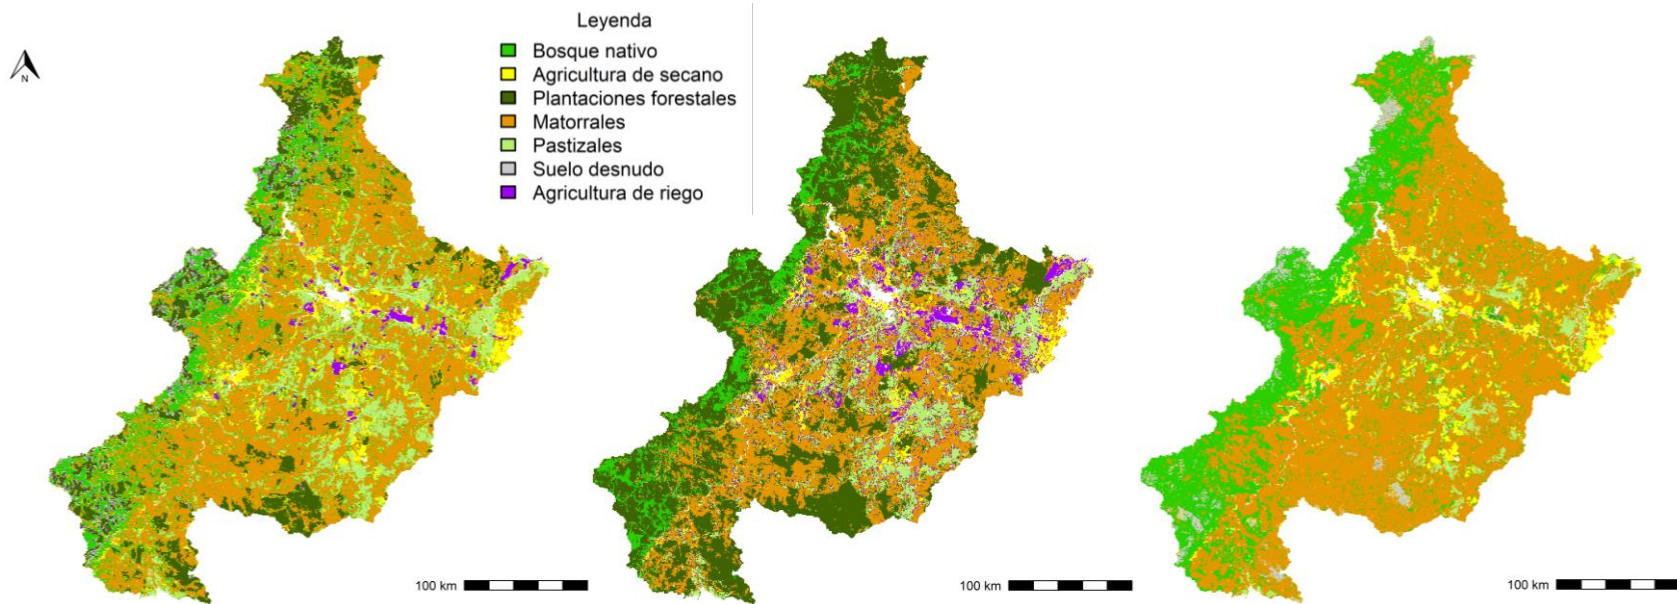 Leyenda
Bosque nativo
Agricultura de secano
Plantaciones forestales
Matorrales
Pastizales
Suelo desnudo
Agricultura de riego
N
100 km
100 km
100 km